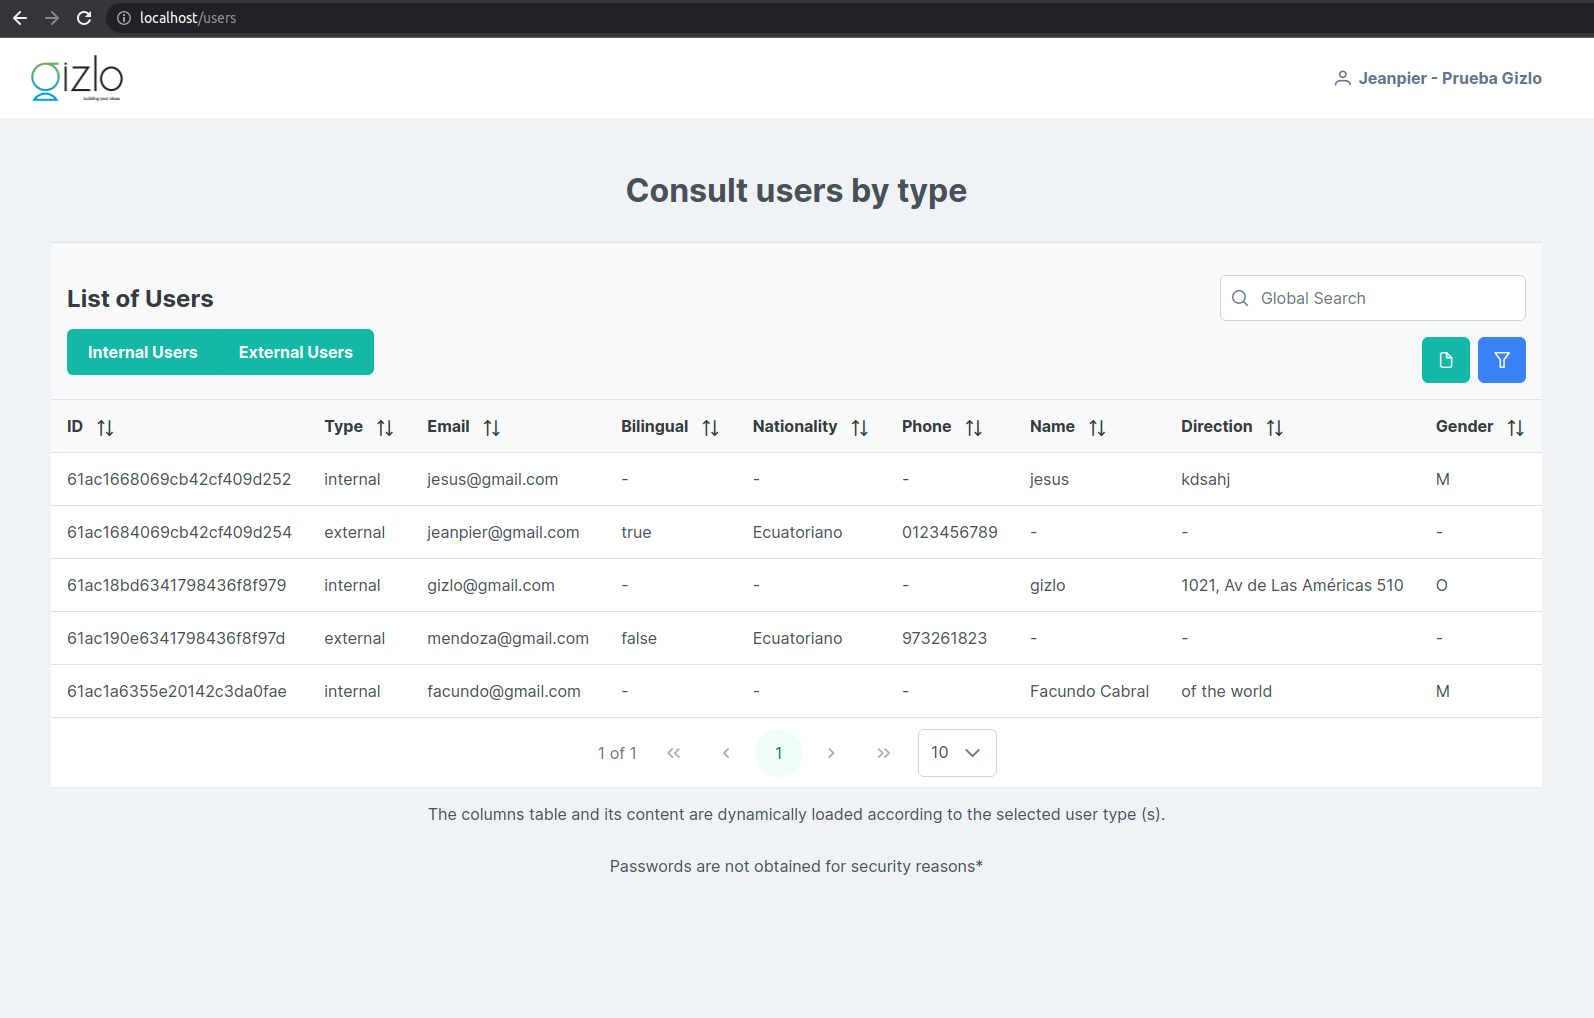 localhost/users
gizlo
building your ideas
Jeanpier - Prueba Gizlo
Consult users by type
List of Users
Global Search
Internal Users External Users
ID Type Email Bilingual Nationality Phone Name Direction Gender
61ac1668069cb42cf409d252 internal jesus@gmail.com - - - jesus kdsahj M
61ac1684069cb42cf409d254 external jeanpier@gmail.com true Ecuatoriano 0123456789 - - -
61ac18bd6341798436f8f979 internal gizlo@gmail.com - - - gizlo 1021, Av de Las Américas 510 O
61ac190e6341798436f8f97d external mendoza@gmail.com false Ecuatoriano 973261823 - - -
61ac1a6355e20142c3da0fae internal facundo@gmail.com - - - Facundo Cabral of the world M
1 of 1 1 10
The columns table and its content are dynamically loaded according to the selected user type (s).
Passwords are not obtained for security reasons*